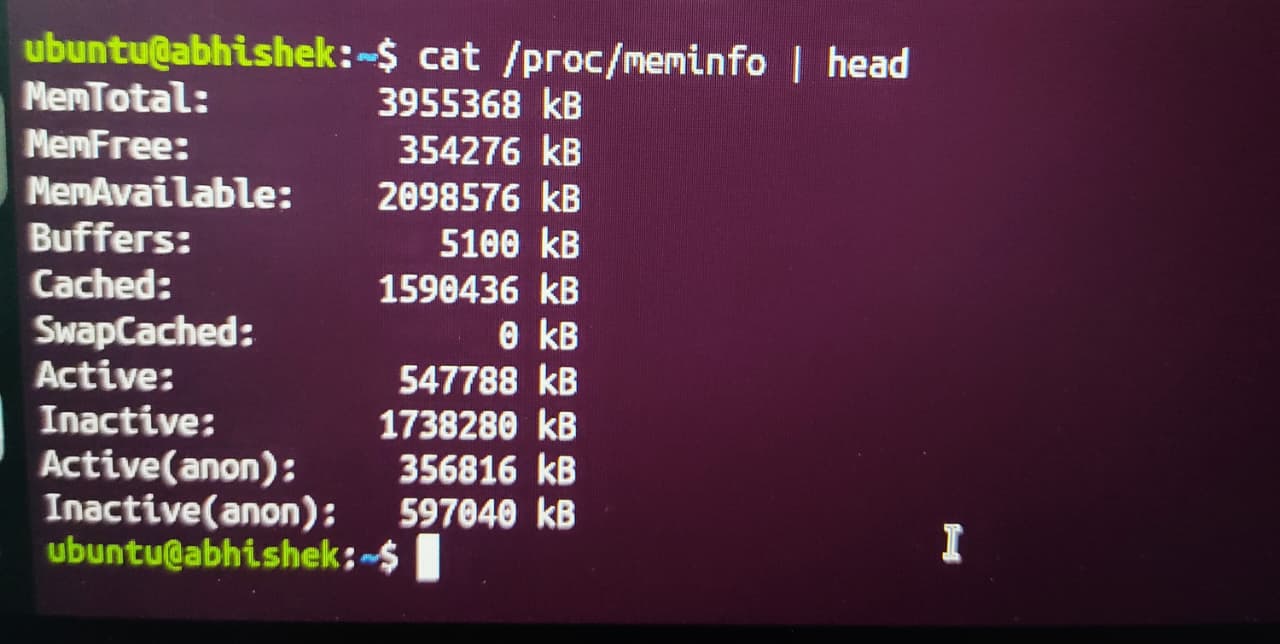 ubuntu@abhishek:~$ cat /proc/meminfo | head
MemTotal:        3955368 kB
MemFree:          354276 kB
MemAvailable:    2098576 kB
Buffers:            5100 kB
Cached:          1590436 kB
SwapCached:            0 kB
Active:           547788 kB
Inactive:        1738280 kB
Active(anon):     356816 kB
Inactive(anon):   597040 kB
ubuntu@abhishek:~$